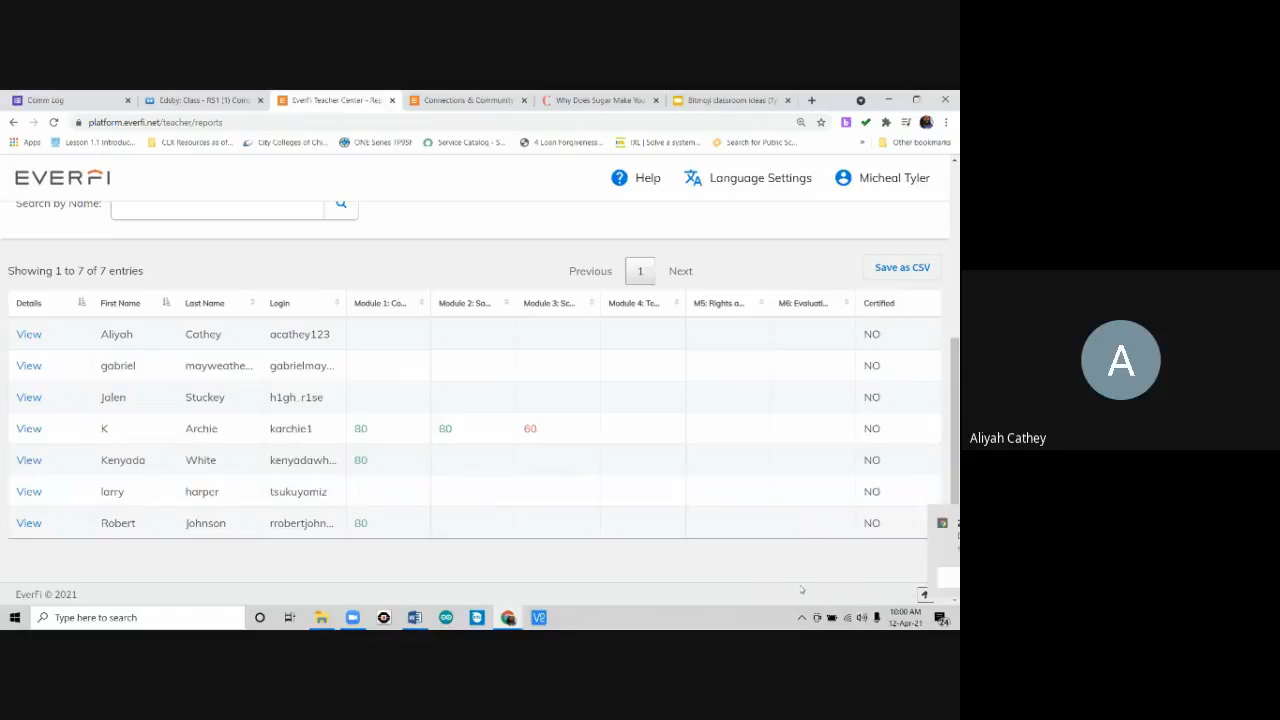 Comm Log
Edsby: Class - RS1 (1) Com
EverFi Teacher Center - Rep
Connections & Community
Why Does Sugar Make You
Bitmoji classroom ideas (Ty
platform.everfi.net/teacher/reports
Apps Lesson 1.1 Introduc... CLX Resources as of... City Colleges of Chi... ONE Series TP95F Service Catalog - S... 4 Loan Forgiveness... IXL | Solve a system... Search for Public Sc... » Other bookmarks
EVERFI Help Language Settings Micheal Tyler
Search by Name:
Showing 1 to 7 of 7 entries Previous 1 Next Save as CSV
Details First Name Last Name Login Module 1: Co... Module 2: So... Module 3: Sc... Module 4: Te... M5: Rights a... M6: Evaluati... Certified
View Aliyah Cathey acathey123 NO
View gabriel mayweathe... gabrielmay... NO
View Jalen Stuckey h1gh_r1se NO
View K Archie karchie1 80 80 60 NO
View Kenyada White kenyadawh... 80 NO
View larry harper tsukuyomiz NO
View Robert Johnson rrobertjohn... 80 NO
EverFi © 2021
Type here to search
10:00 AM
12-Apr-21
24
A
Aliyah Cathey